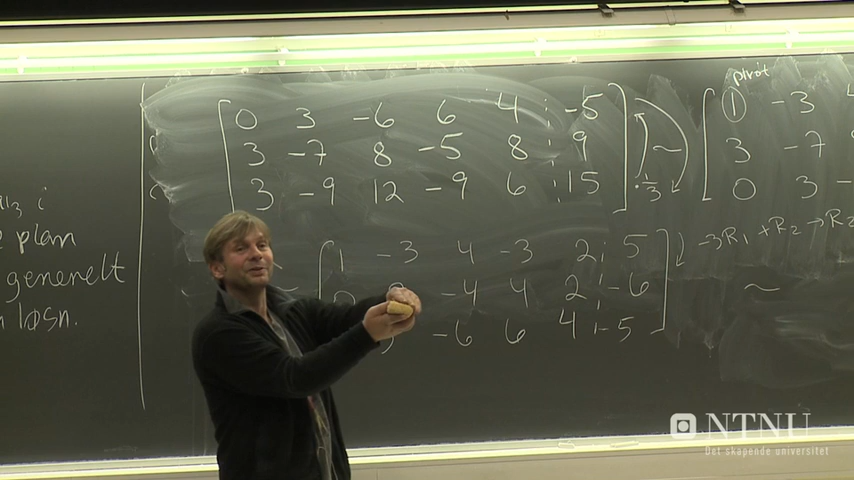 0 3 -6 6 4 -5
3 -7 8 -5 8 9
3 -9 12 -9 6 15
· 1/3
~
pivot
1 -3 4
3 -7
0 3 -
i
plan
generelt
løsn.
1 -3 4 -3 2 5
-4 4 2 -6
-6 6 4 -5
-3R1 + R2 → R2
~
NTNU
Det skapende universitet